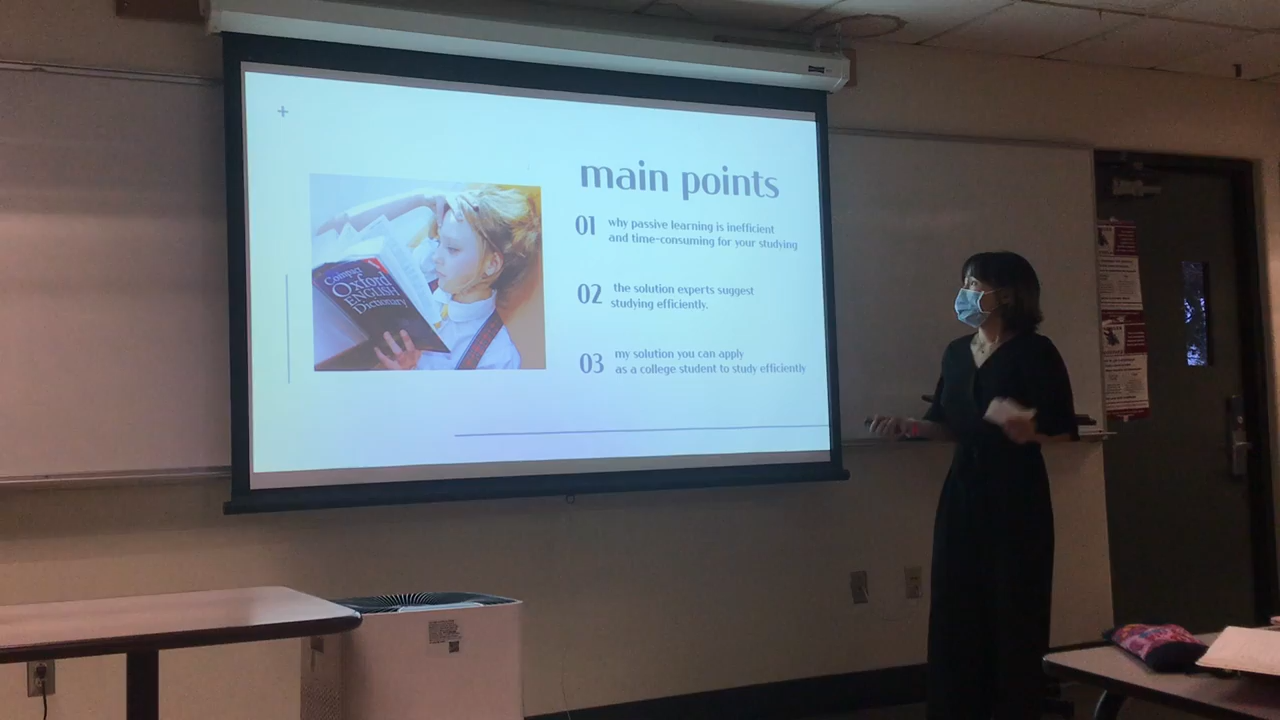 main points
01
why passive learning is inefficient
and time-consuming for your studying
02
the solution experts suggest
studying efficiently.
03
my solution you can apply
as a college student to study efficiently
Compact
Oxford
ENGLISH
Dictionary